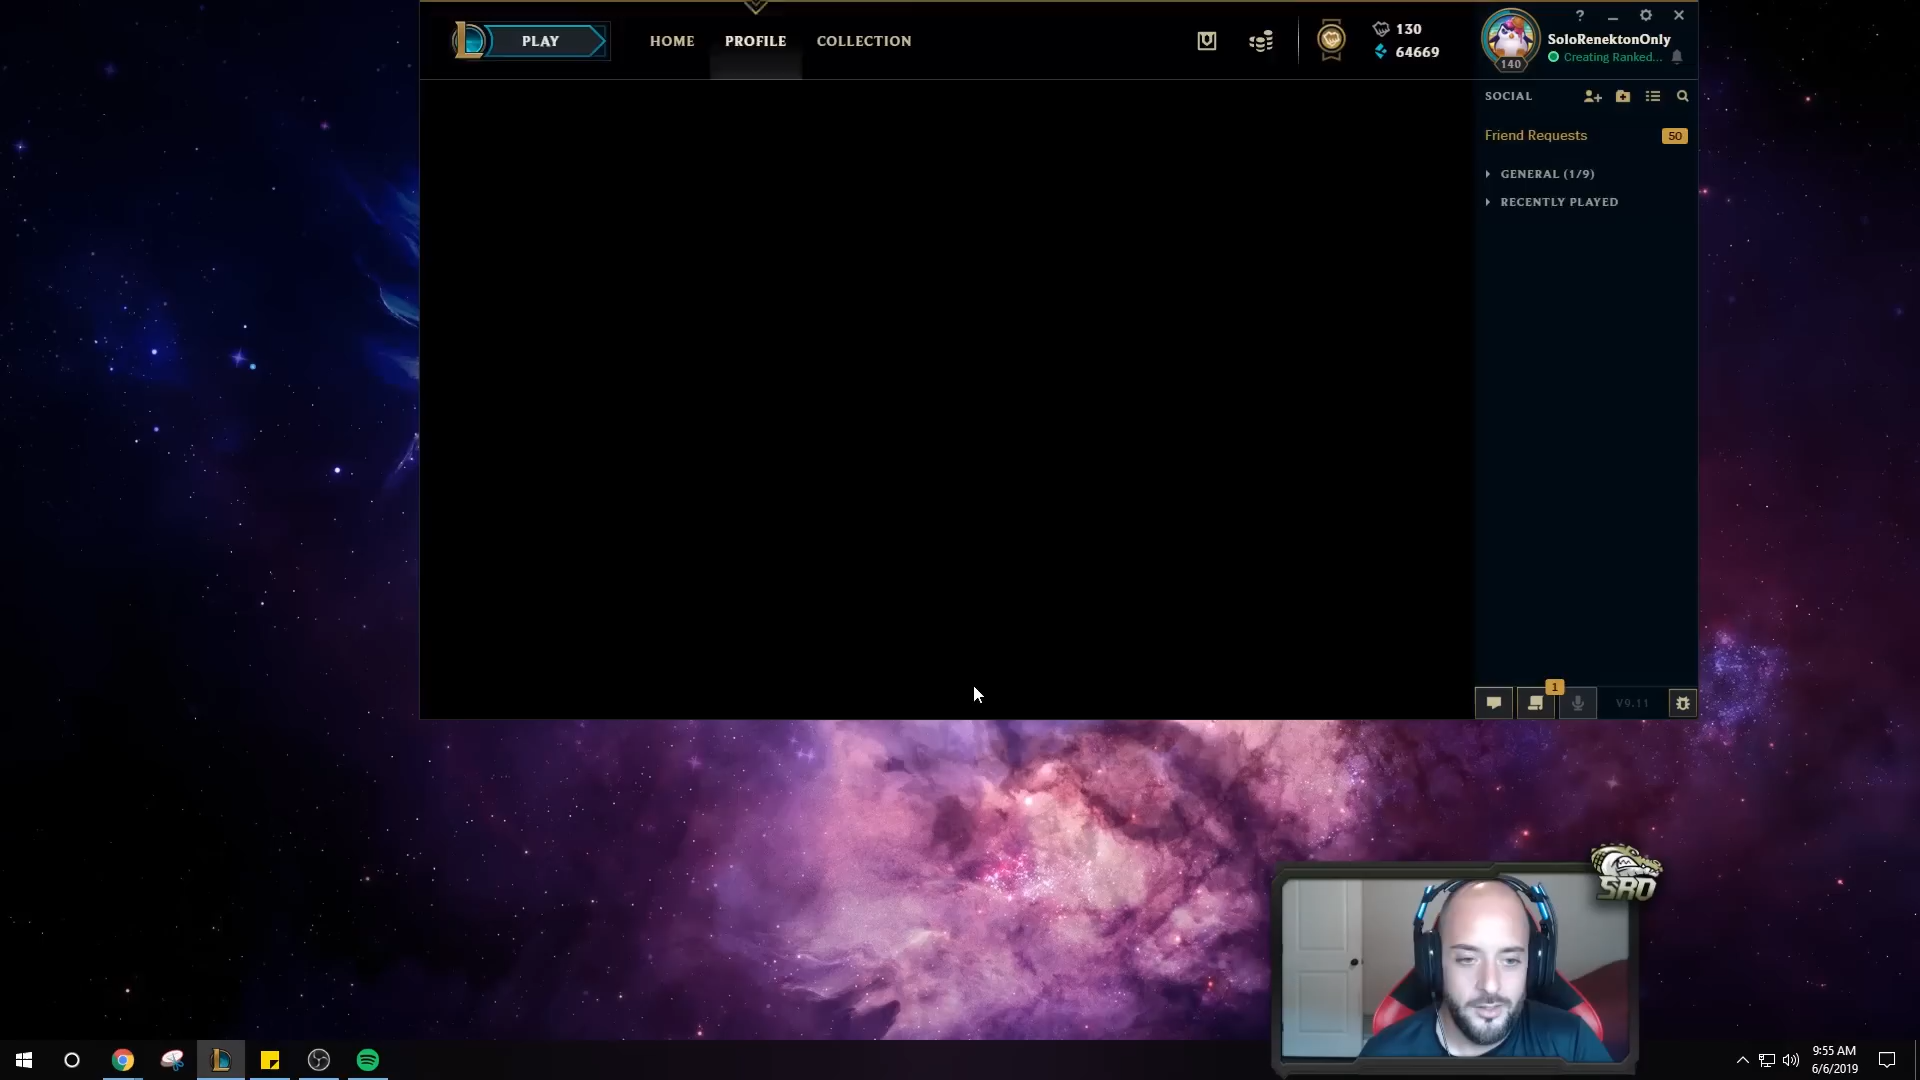 PLAY
HOME
PROFILE
COLLECTION
130
64669
?
140
SoloRenektonOnly
Creating Ranked...
SOCIAL
Friend Requests
50
GENERAL (1/9)
RECENTLY PLAYED
1
V9.11
SRO
9:55 AM
6/6/2019